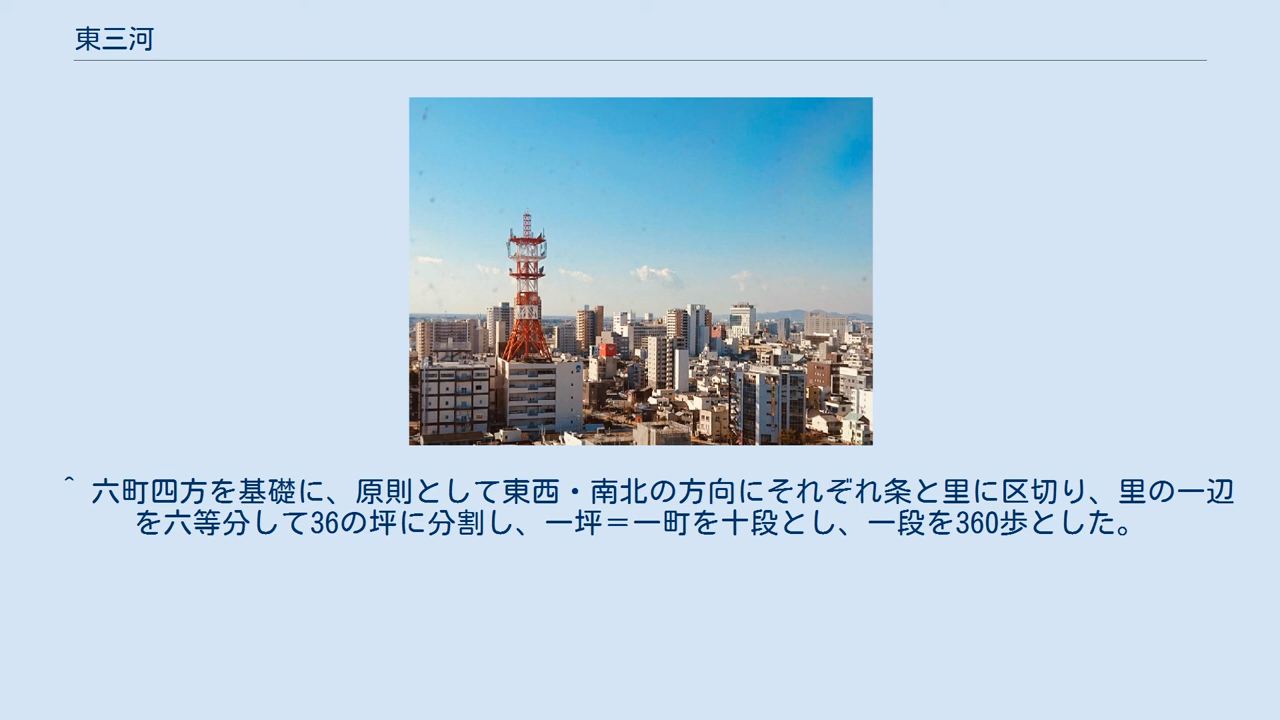 東三河
^ 六町四方を基礎に、原則として東西・南北の方向にそれぞれ条と里に区切り、里の一辺
を六等分して36の坪に分割し、一坪＝一町を十段とし、一段を360歩とした。